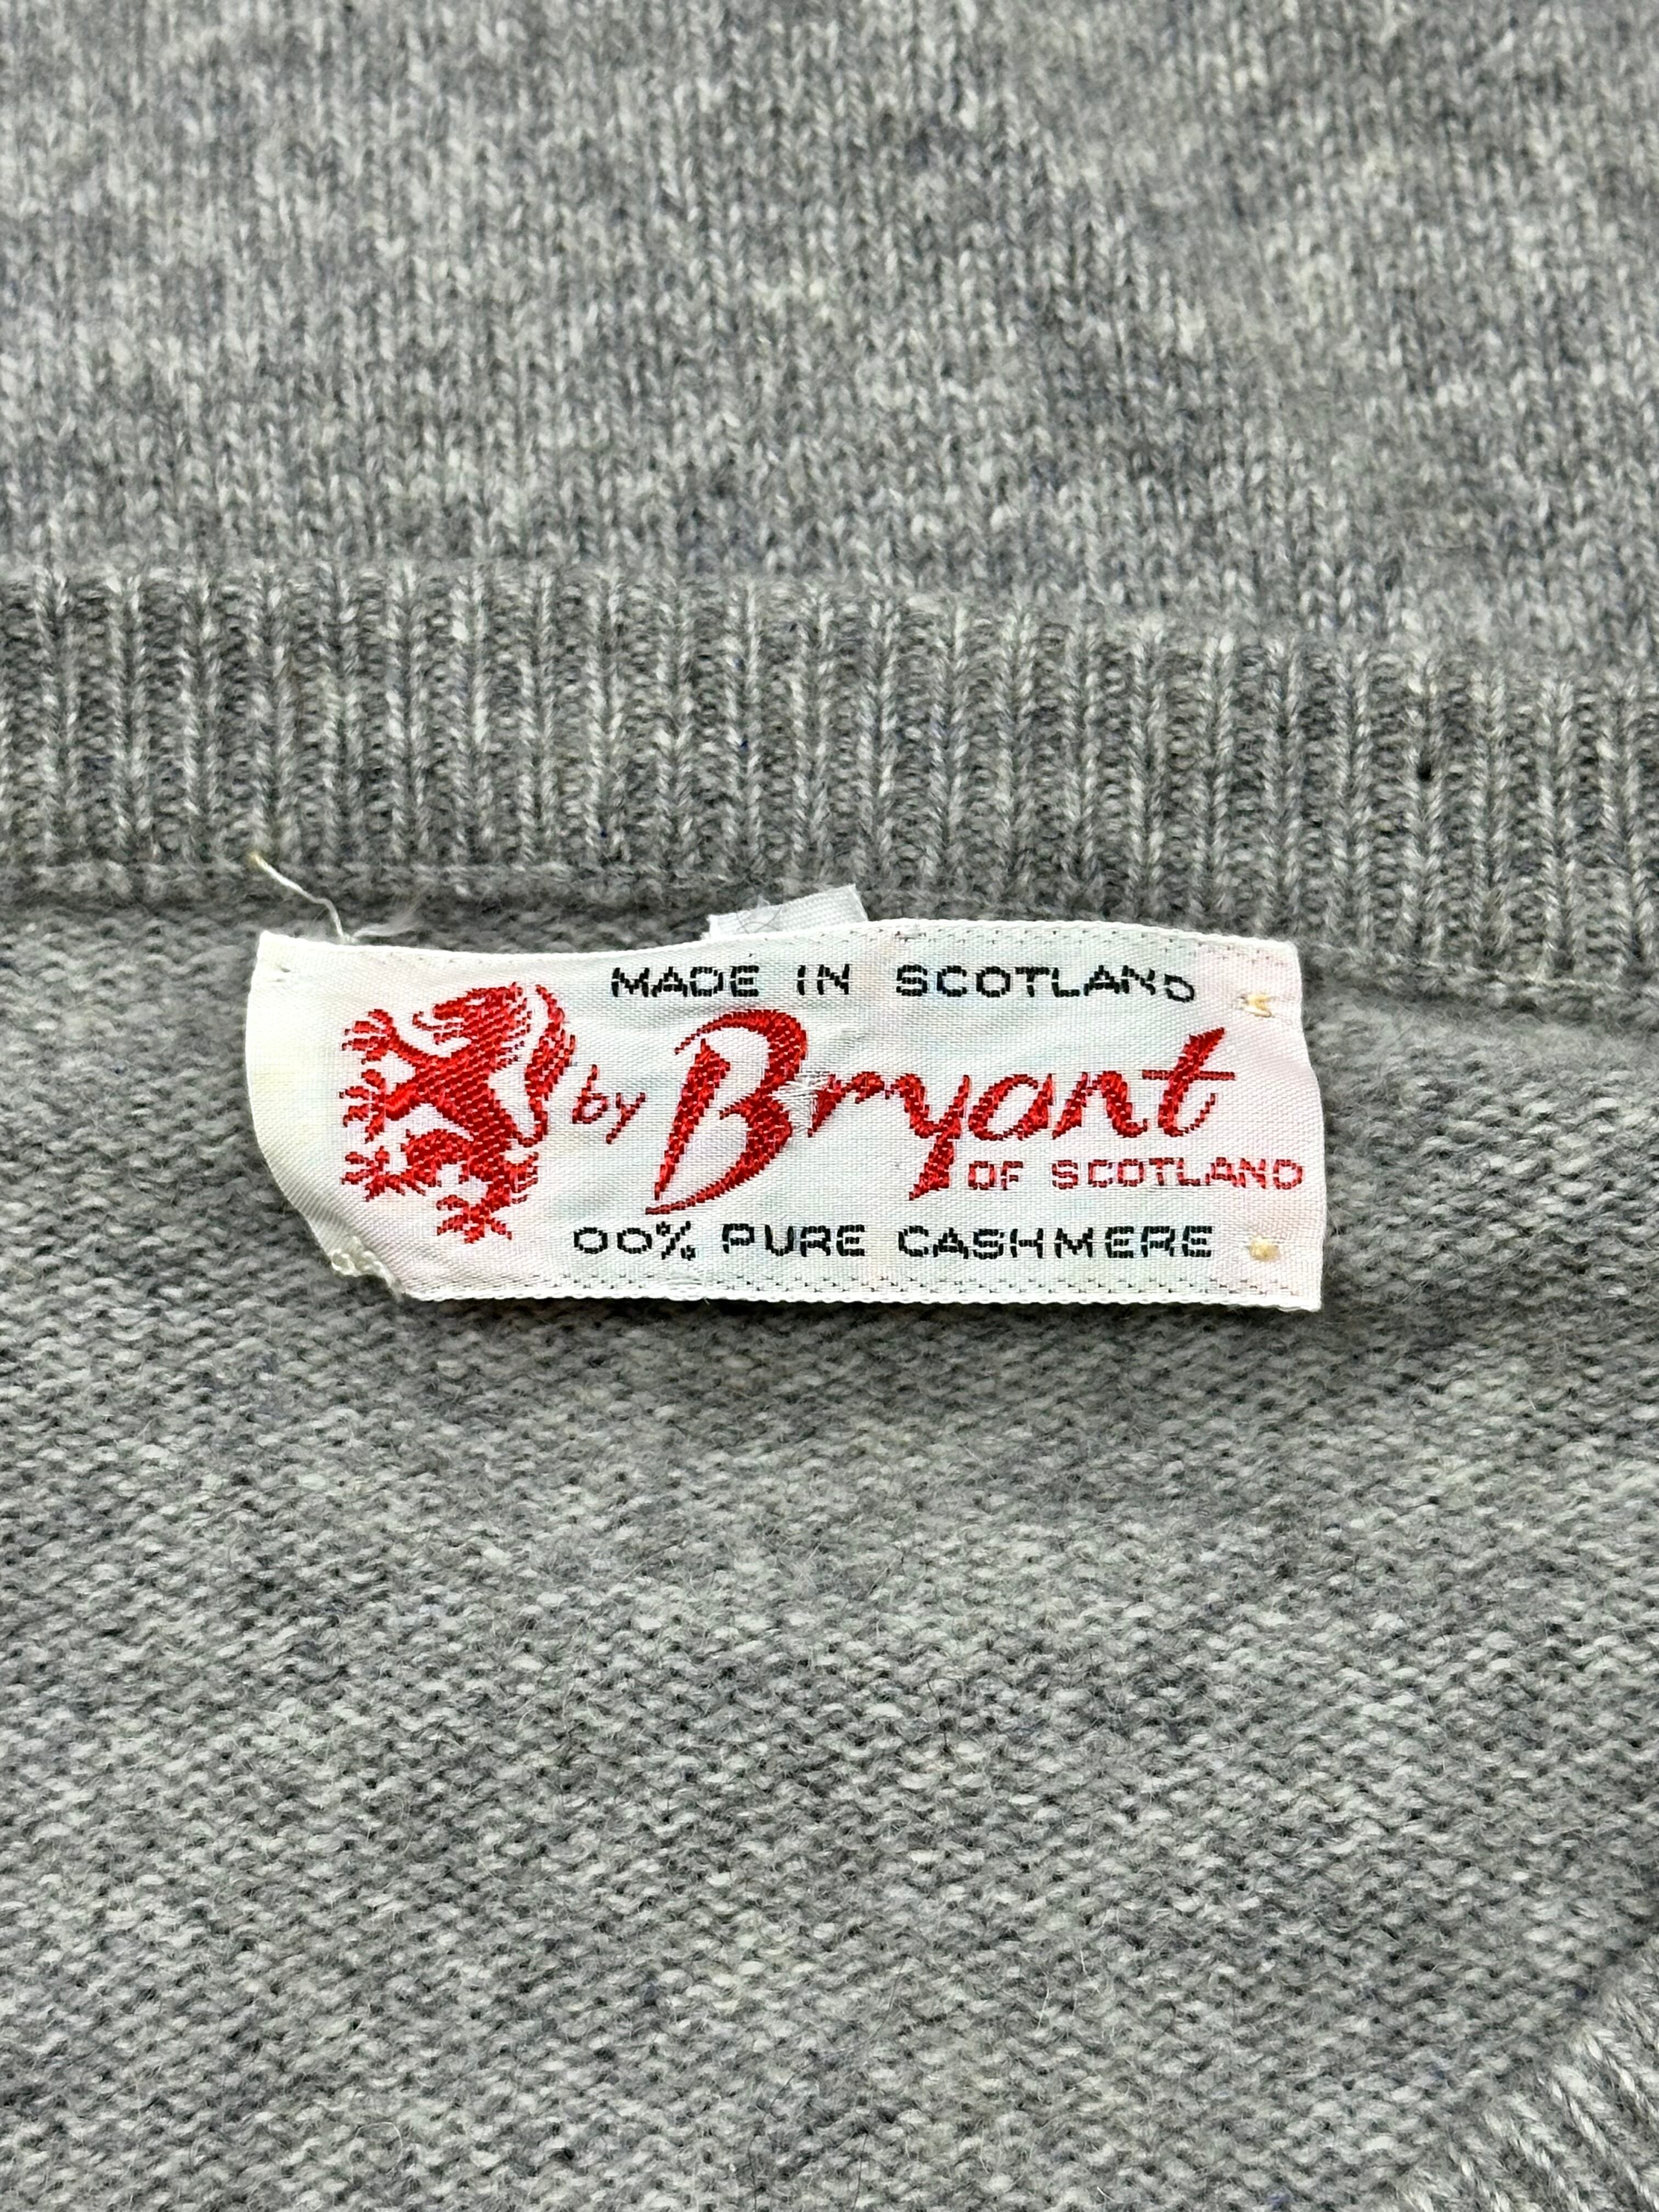 MADE IN SCOTLAND
by Bryant
OF SCOTLAND
00% PURE CASHMERE